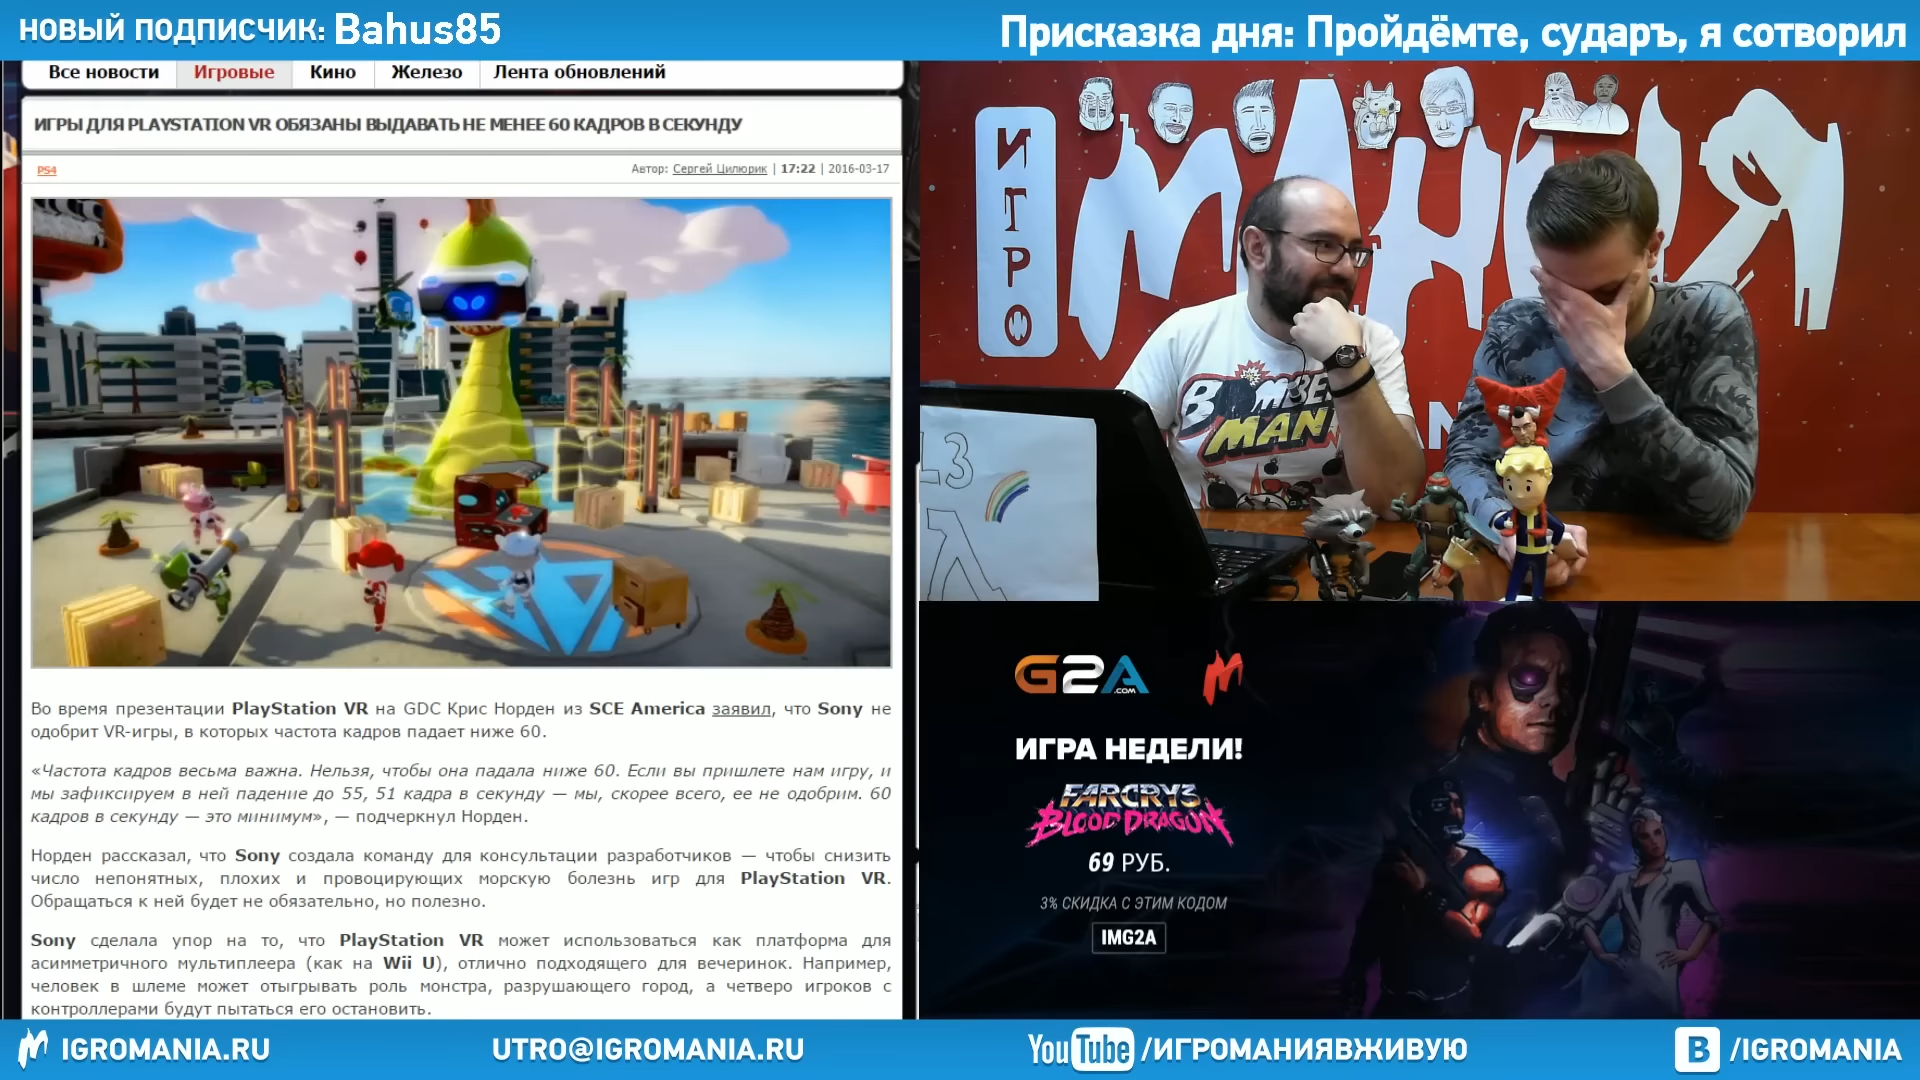 НОВЫЙ ПОДПИСЧИК: Bahus85
Присказка дня: Пройдёмте, сударъ, я сотворил
Все новости Игровые Кино Железо Лента обновлений
ИГРЫ ДЛЯ PLAYSTATION VR ОБЯЗАНЫ ВЫДАВАТЬ НЕ МЕНЕЕ 60 КАДРОВ В СЕКУНДУ
PS4
Автор: Сергей Цилюрик | 17:22 | 2016-03-17
Во время презентации PlayStation VR на GDC Крис Норден из SCE America заявил, что Sony не
одобрит VR-игры, в которых частота кадров падает ниже 60.
«Частота кадров весьма важна. Нельзя, чтобы она падала ниже 60. Если вы пришлете нам игру, и
мы зафиксируем в ней падение до 55, 51 кадра в секунду — мы, скорее всего, ее не одобрим. 60
кадров в секунду — это минимум», — подчеркнул Норден.
Норден рассказал, что Sony создала команду для консультации разработчиков — чтобы снизить
число непонятных, плохих и провоцирующих морскую болезнь игр для PlayStation VR.
Обращаться к ней будет не обязательно, но полезно.
Sony сделала упор на то, что PlayStation VR может использоваться как платформа для
асимметричного мультиплеера (как на Wii U), отлично подходящего для вечеринок. Например,
человек в шлеме может отыгрывать роль монстра, разрушающего город, а четверо игроков с
контроллерами будут пытаться его остановить.
ИГРО
МАНИЯ
BOMBER
MAN
L3
G2A
.COM
ИГРА НЕДЕЛИ!
FARCRY3
BLOOD DRAGON
69 РУБ.
3% СКИДКА С ЭТИМ КОДОМ
IMG2A
IGROMANIA.RU
UTRO@IGROMANIA.RU
YouTube /ИГРОМАНИЯВЖИВУЮ
В /IGROMANIA